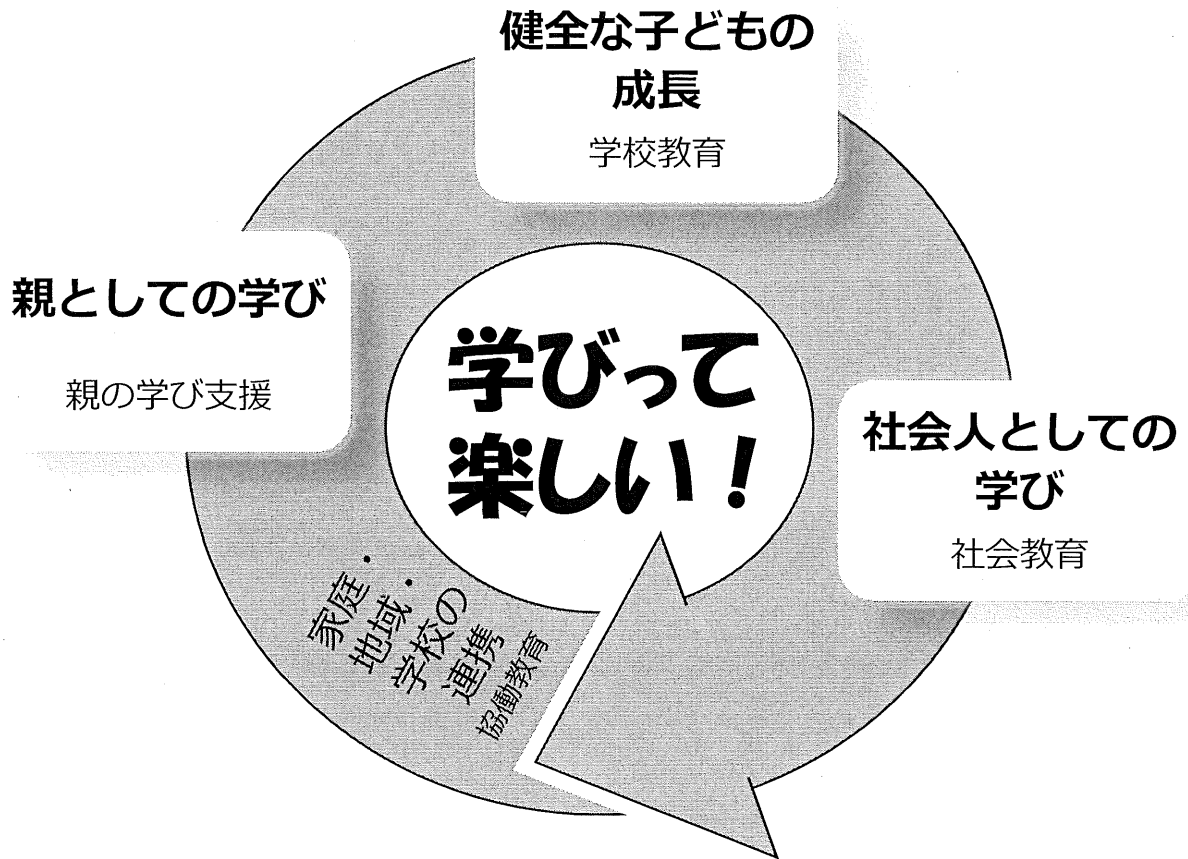 健全な子どもの
成長
学校教育
親としての学び
親の学び支援
学びって
楽しい！
社会人としての
学び
社会教育
家庭・
地域・
学校の
連携
協働教育